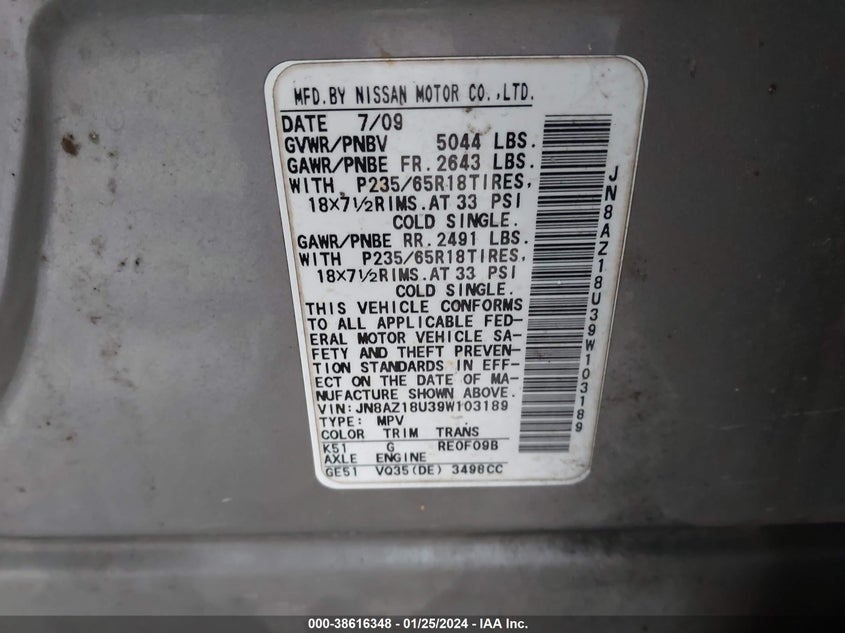 MFD.BY NISSAN MOTOR CO.,LTD.
DATE 7/09
GVWR/PNBV 5044 LBS.
GAWR/PNBE FR.2643 LBS.
WITH P235/65R18TIRES,
18X7½RIMS.AT 33 PSI
COLD SINGLE.
GAWR/PNBE RR.2491 LBS.
WITH P235/65R18TIRES,
18X7½RIMS.AT 33 PSI
COLD SINGLE.
THIS VEHICLE CONFORMS
TO ALL APPLICABLE FED-
ERAL MOTOR VEHICLE SA-
FETY AND THEFT PREVEN-
TION STANDARDS IN EFF-
ECT ON THE DATE OF MA-
NUFACTURE SHOWN ABOVE.
VIN:JN8AZ18U39W103189
TYPE: MPV
COLOR TRIM TRANS
K51 G RE0F09B
AXLE ENGINE
GE51 VQ35(DE) 3498CC
JN8AZ18U39W103189
000-38616348 - 01/25/2024 - IAA Inc.